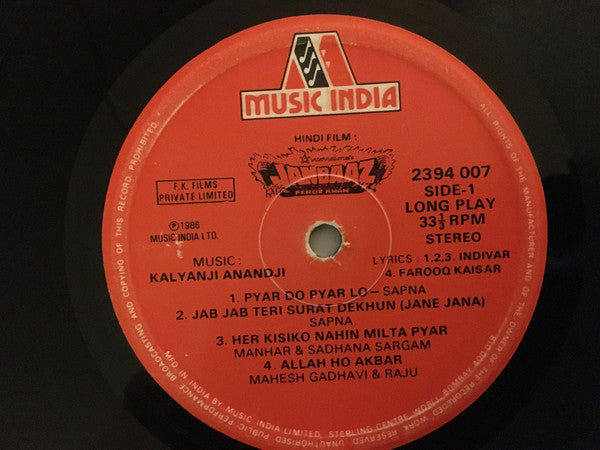 MUSIC INDIA
HINDI FILM :
JANBAAZ
FEROZ KHAN
F.K. FILMS
PRIVATE LIMITED
2394 007
SIDE-1
LONG PLAY
33⅓ RPM
STEREO
Ⓟ1986
MUSIC INDIA LTD.
MUSIC :
KALYANJI ANANDJI
LYRICS : 1.2.3. INDIVAR
4. FAROOQ KAISAR
1. PYAR DO PYAR LO – SAPNA
2. JAB JAB TERI SURAT DEKHUN (JANE JANA)
SAPNA
3. HER KISIKO NAHIN MILTA PYAR
MANHAR & SADHANA SARGAM
4. ALLAH HO AKBAR
MAHESH GADHAVI & RAJU
ALL RIGHTS OF THE MANUFACTURER AND OF THE OWNER OF THE RECORDED WORK RESERVED. UNAUTHORISED PUBLIC PERFORMANCE BROADCASTING AND COPYING OF THIS RECORD PROHIBITED.
MFD. IN INDIA BY MUSIC INDIA LIMITED, STERLING CENTRE, WORLI, BOMBAY 400 018